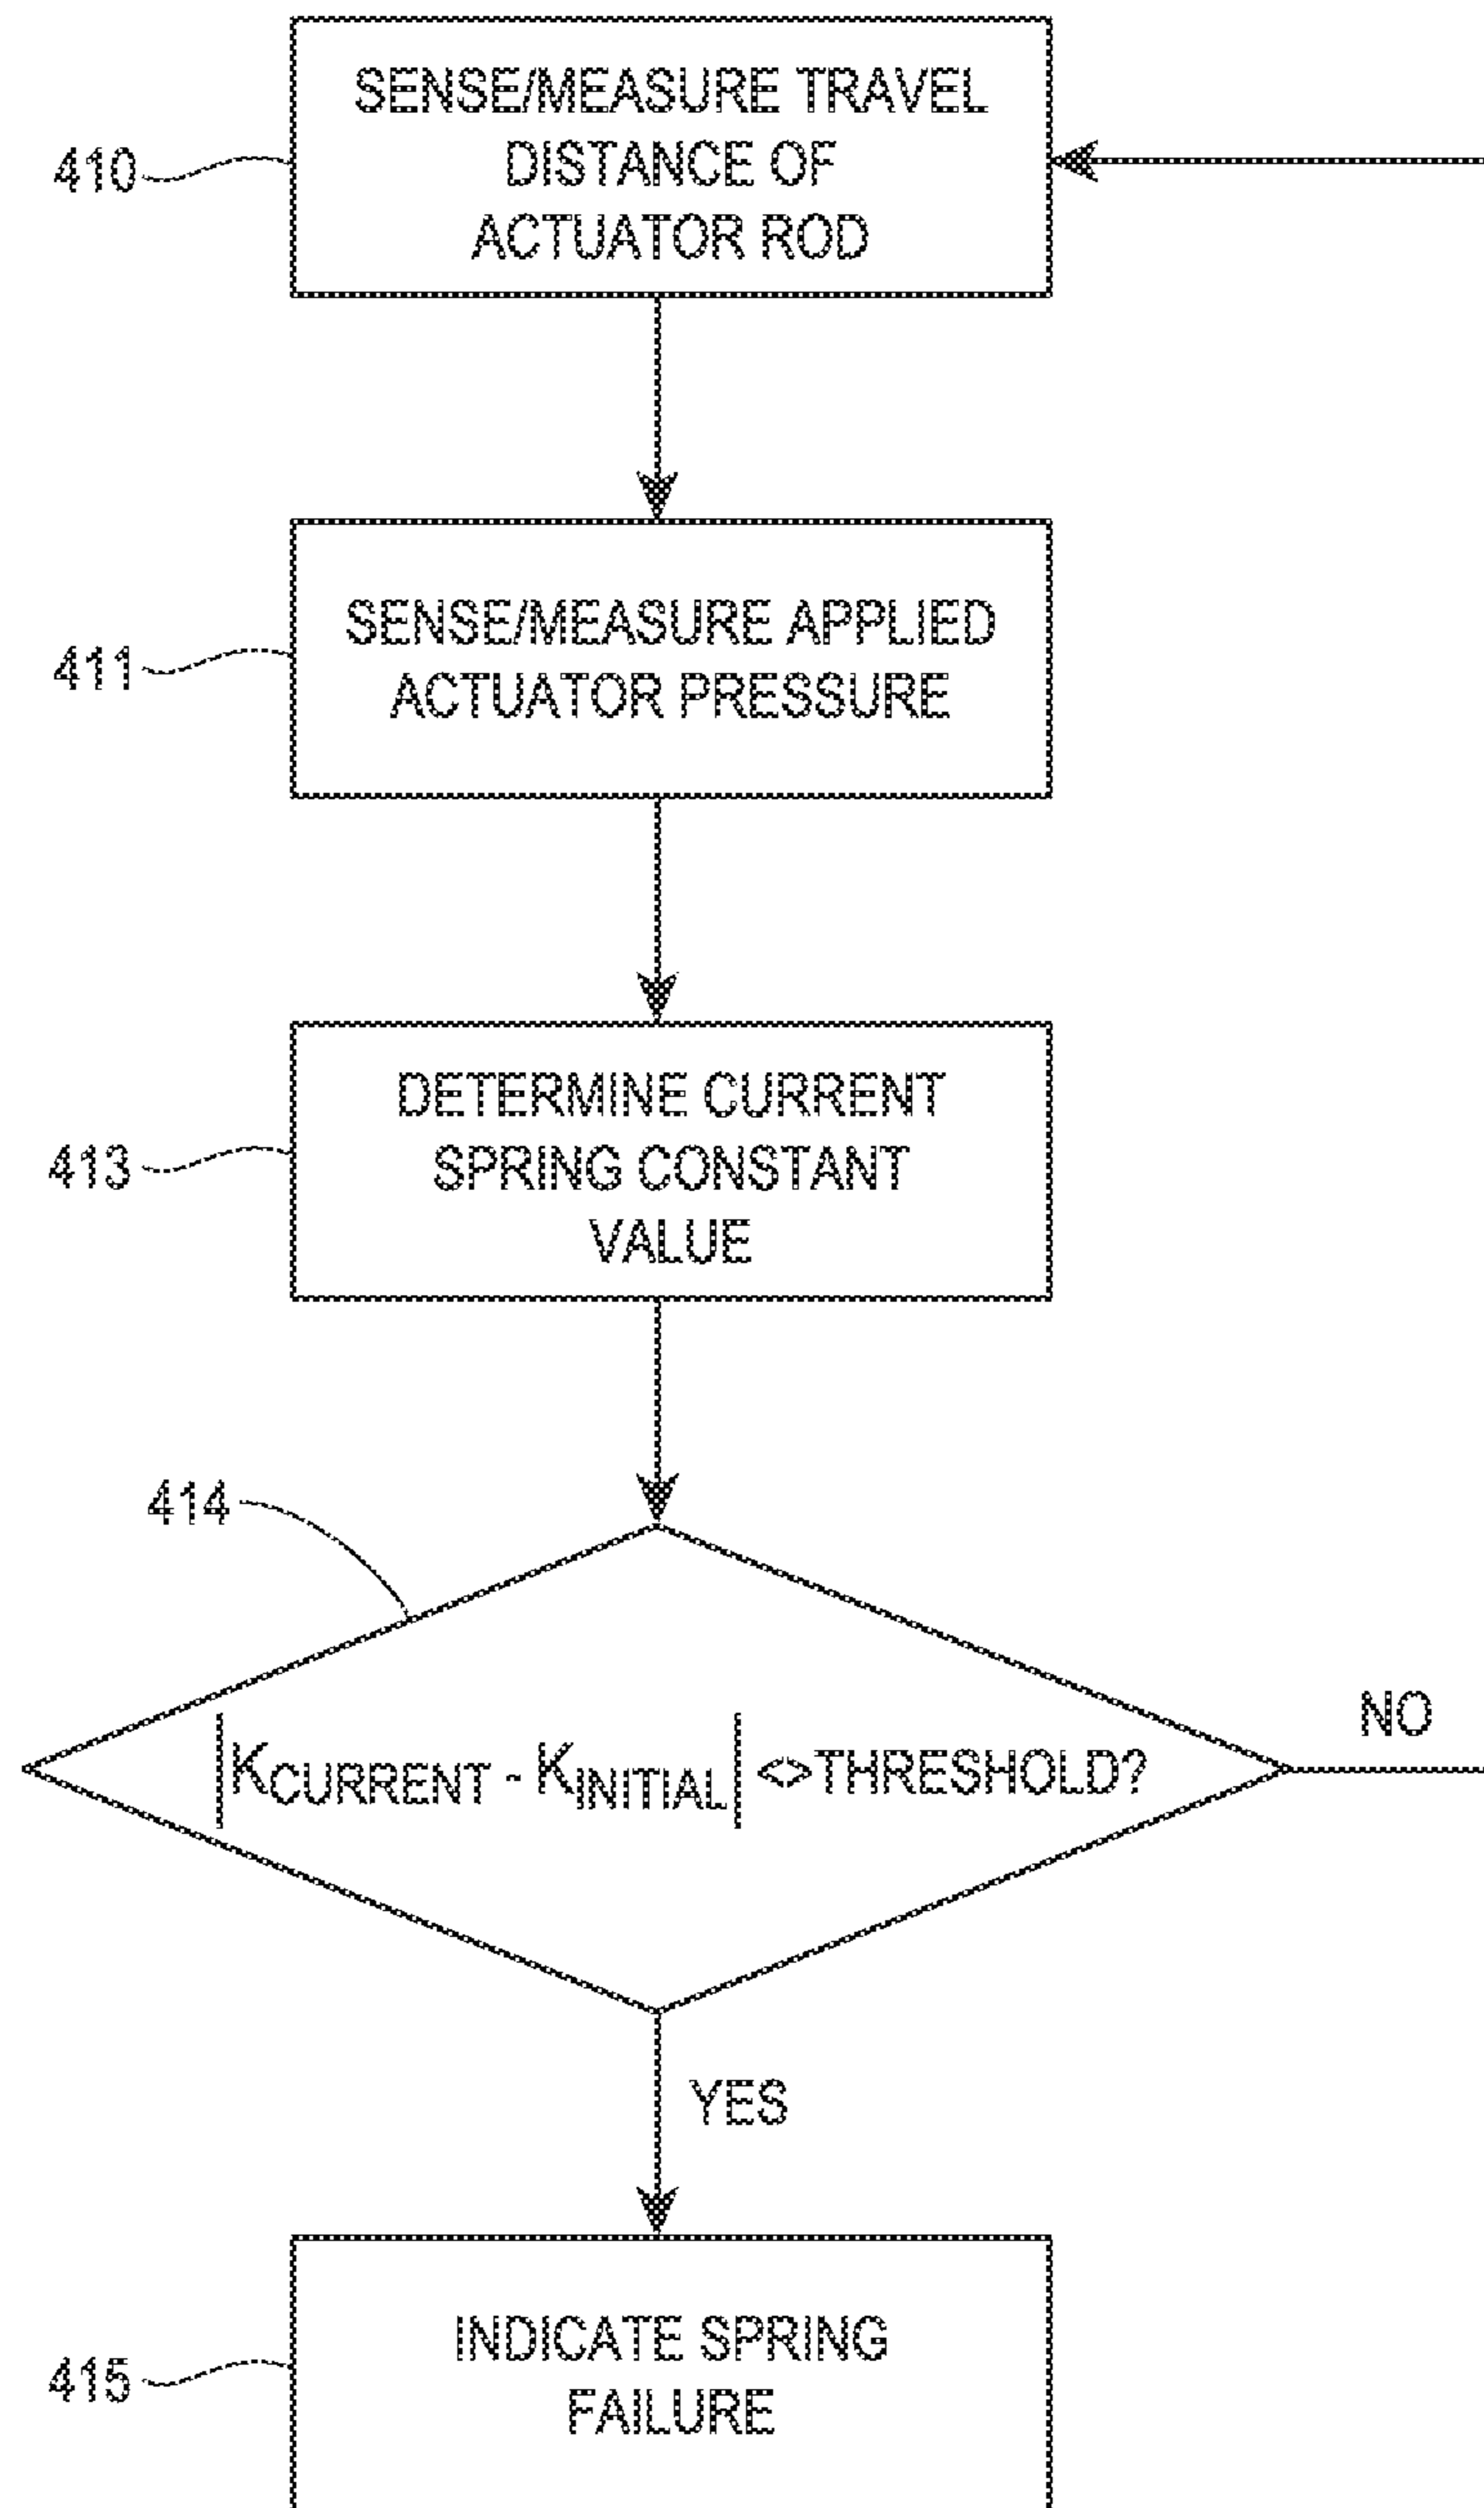 SENSE/MEASURE TRAVEL
DISTANCE OF
ACTUATOR ROD
410
SENSE/MEASURE APPLIED
ACTUATOR PRESSURE
411
DETERMINE CURRENT
SPRING CONSTANT
VALUE
413
414
|KCURRENT - KINITIAL| <>THRESHOLD?
NO
YES
INDICATE SPRING
FAILURE
415